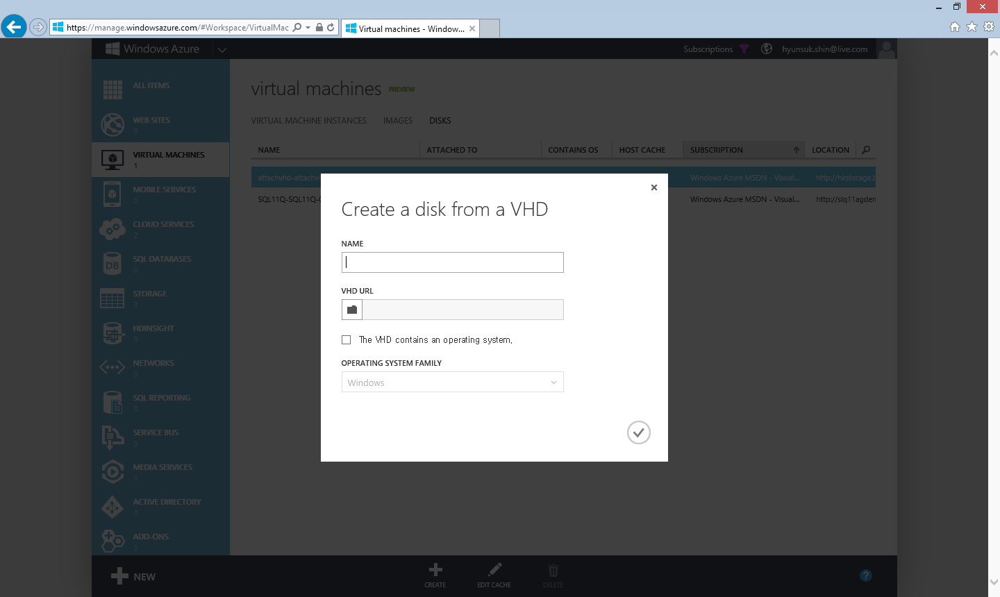 https://manage.windowsazure.com/#Workspace/VirtualMac
Virtual machines - Window...
Windows Azure
Subscriptions
hyunsuk.shin@live.com
ALL ITEMS
WEB SITES
0
VIRTUAL MACHINES
1
MOBILE SERVICES
0
CLOUD SERVICES
2
SQL DATABASES
0
STORAGE
3
HDINSIGHT
0
NETWORKS
0
SQL REPORTING
0
SERVICE BUS
0
MEDIA SERVICES
1
ACTIVE DIRECTORY
0
ADD-ONS
1
virtual machines PREVIEW
VIRTUAL MACHINE INSTANCES IMAGES DISKS
NAME ATTACHED TO CONTAINS OS HOST CACHE SUBSCRIPTION LOCATION
attachvhd-attachv Windows Azure MSDN - Visual... http://hkstorage.b
SQL11Q-SQL11Q- Windows Azure MSDN - Visual... http://slq11agden
Create a disk from a VHD
NAME
VHD URL
The VHD contains an operating system.
OPERATING SYSTEM FAMILY
Windows
NEW
CREATE
EDIT CACHE
DELETE
?